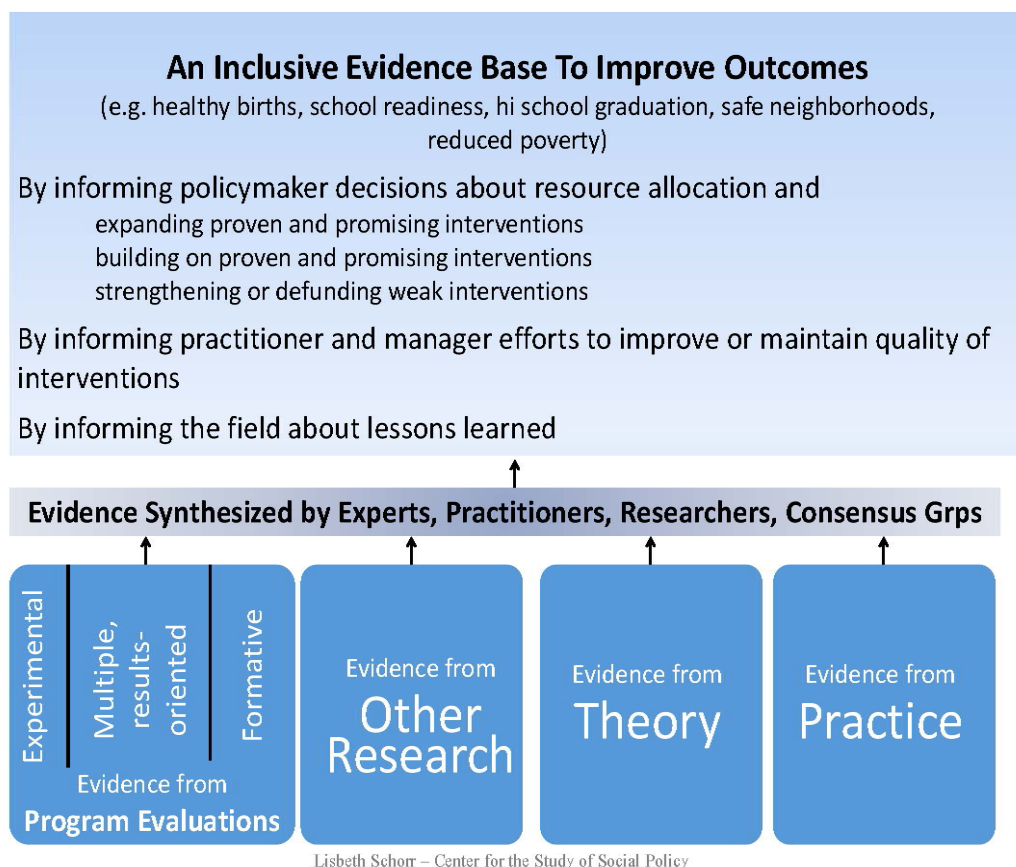 An Inclusive Evidence Base To Improve Outcomes
(e.g. healthy births, school readiness, hi school graduation, safe neighborhoods,
reduced poverty)
By informing policymaker decisions about resource allocation and
expanding proven and promising interventions
building on proven and promising interventions
strengthening or defunding weak interventions
By informing practitioner and manager efforts to improve or maintain quality of
interventions
By informing the field about lessons learned
Evidence Synthesized by Experts, Practitioners, Researchers, Consensus Grps
Experimental
Multiple,
results-
oriented
Formative
Evidence from
Program Evaluations
Evidence from
Other
Research
Evidence from
Theory
Evidence from
Practice
Lisbeth Schorr – Center for the Study of Social Policy